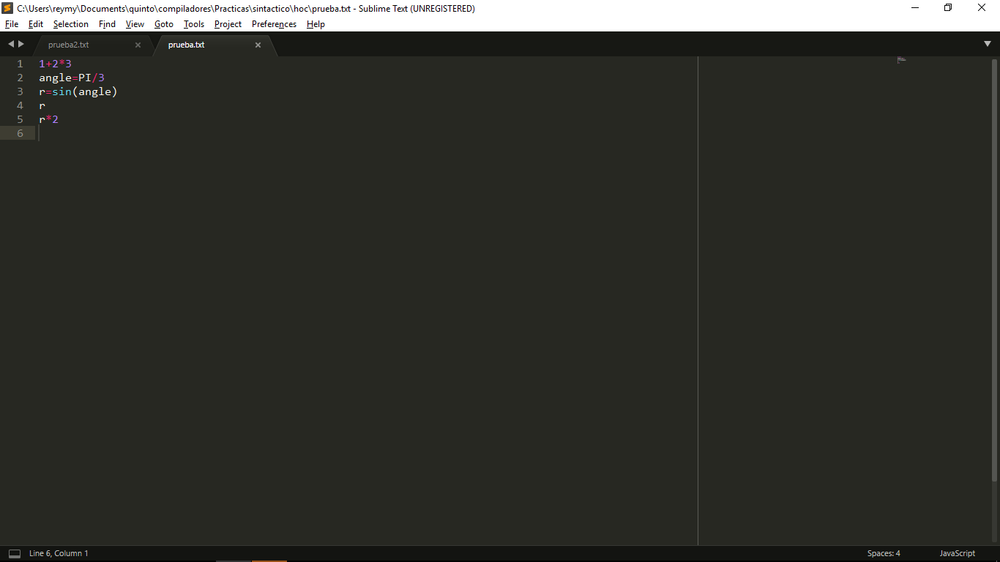 C:\Users\reymy\Documents\quinto\compiladores\Practicas\sintactico\hoc\prueba.txt - Sublime Text (UNREGISTERED)
File Edit Selection Find View Goto Tools Project Preferences Help
prueba2.txt prueba.txt
1 1+2*3
2 angle=PI/3
3 r=sin(angle)
4 r
5 r*2
6
Line 6, Column 1 Spaces: 4 JavaScript